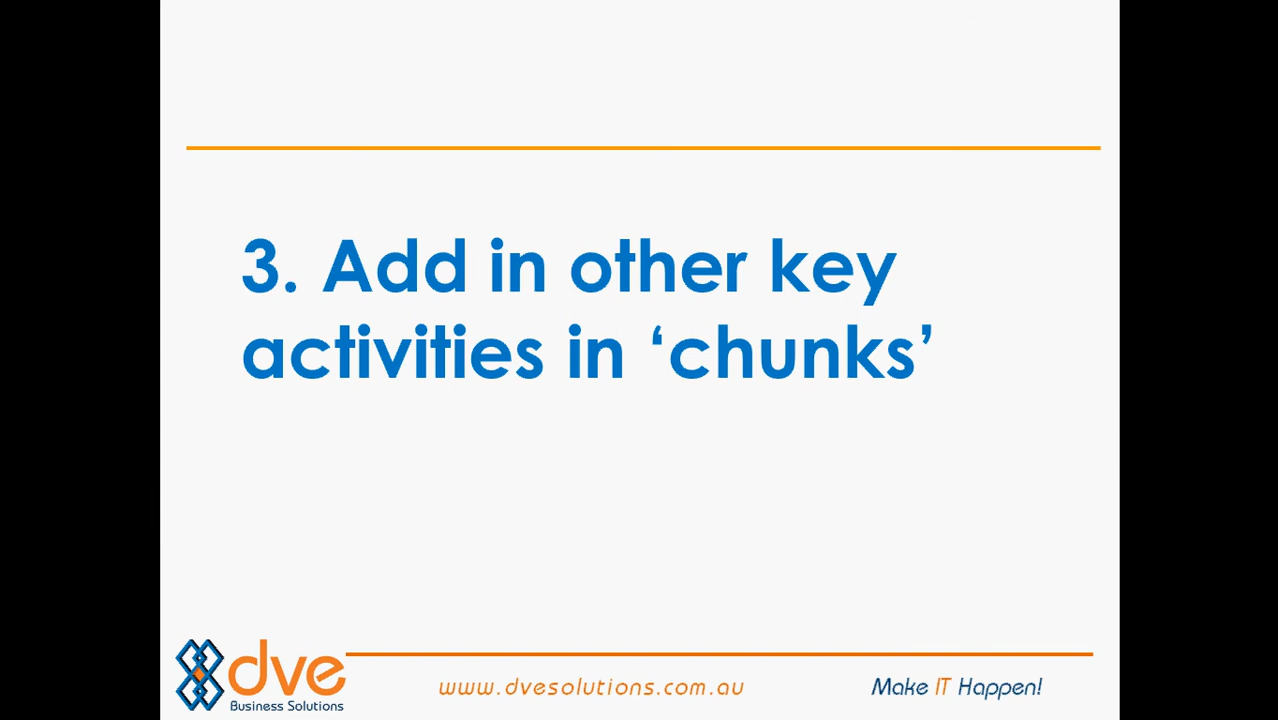 3. Add in other key
activities in ‘chunks’
dve
Business Solutions
www.dvesolutions.com.au
Make IT Happen!